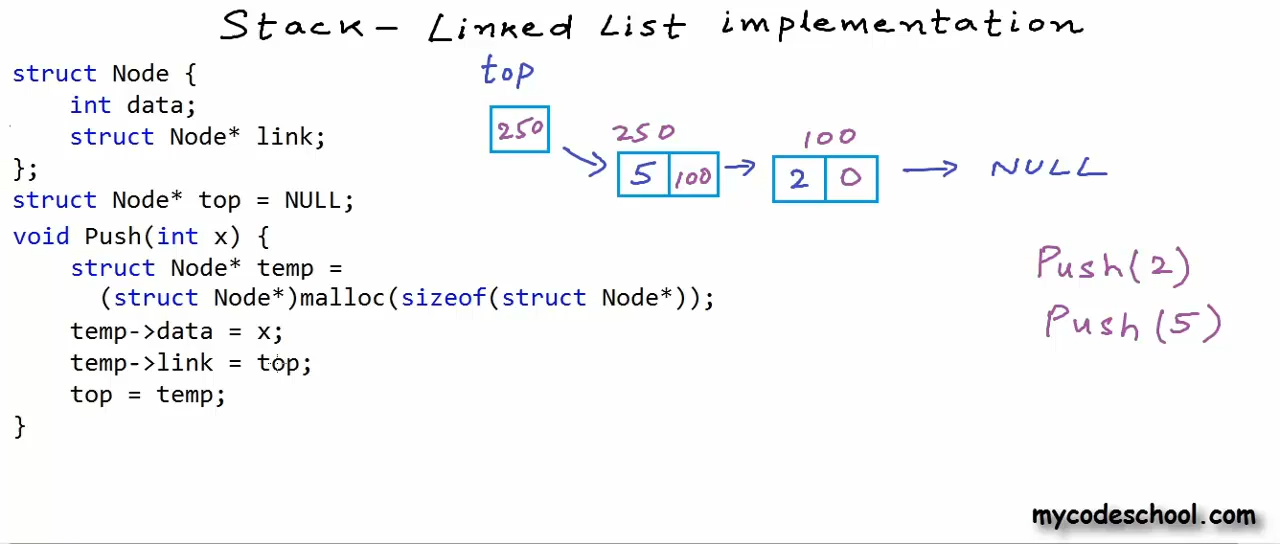 Stack - Linked List implementation
struct Node {
int data;
struct Node* link;
};
struct Node* top = NULL;
void Push(int x) {
struct Node* temp =
(struct Node*)malloc(sizeof(struct Node*));
temp->data = x;
temp->link = top;
top = temp;
}
top
250
250
100
5 100
2 0
NULL
Push(2)
Push(5)
mycodeschool.com